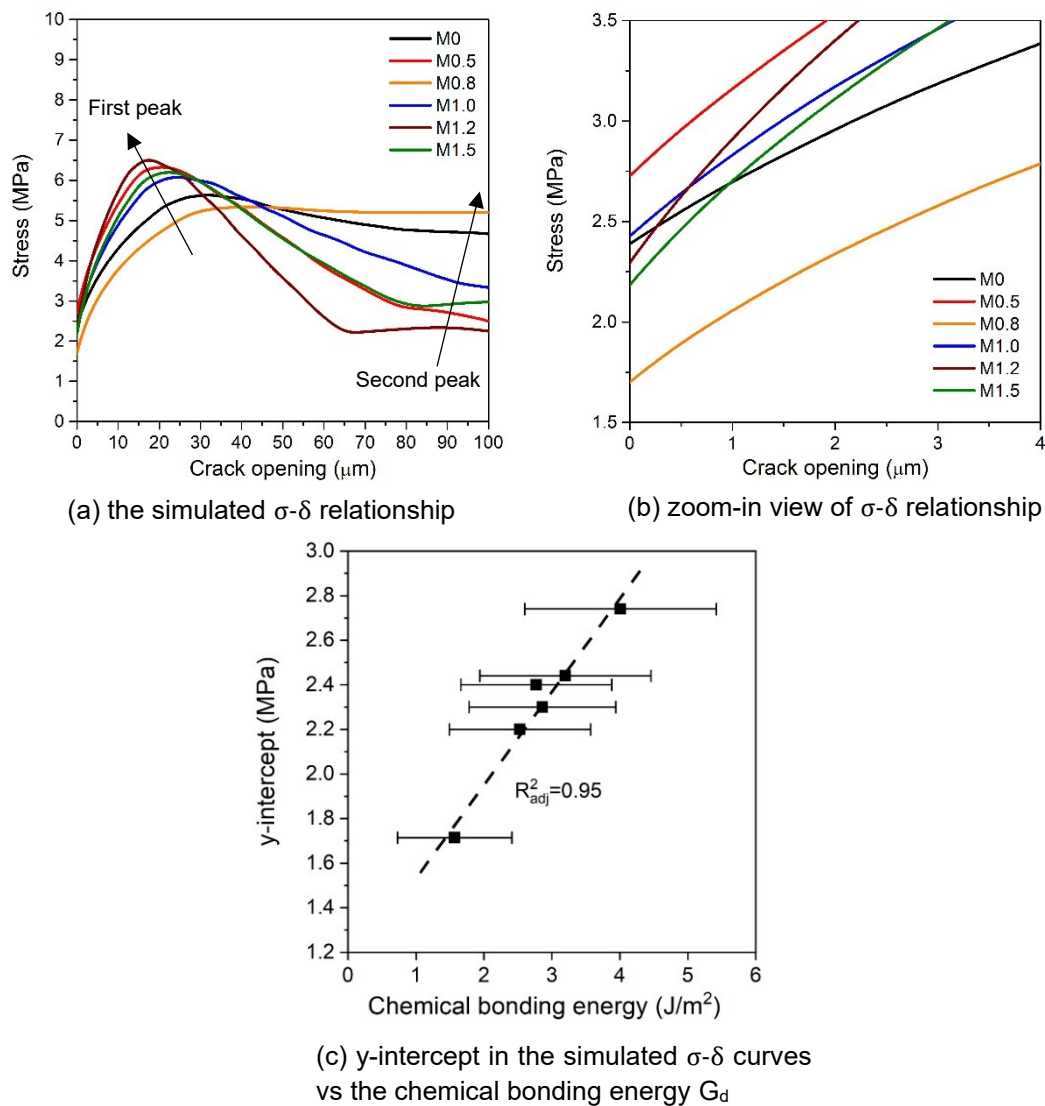 10
9
8
7
6
5
4
3
2
1
0
Stress (MPa)
First peak
Second peak
M0
M0.5
M0.8
M1.0
M1.2
M1.5
0 10 20 30 40 50 60 70 80 90 100
Crack opening (μm)
(a) the simulated σ-δ relationship
3.5
3.0
2.5
2.0
1.5
Stress (MPa)
M0
M0.5
M0.8
M1.0
M1.2
M1.5
0 1 2 3 4
Crack opening (μm)
(b) zoom-in view of σ-δ relationship
3.0
2.8
2.6
2.4
2.2
2.0
1.8
1.6
1.4
1.2
y-intercept (MPa)
R²adj=0.95
0 1 2 3 4 5 6
Chemical bonding energy (J/m²)
(c) y-intercept in the simulated σ-δ curves
vs the chemical bonding energy Gd